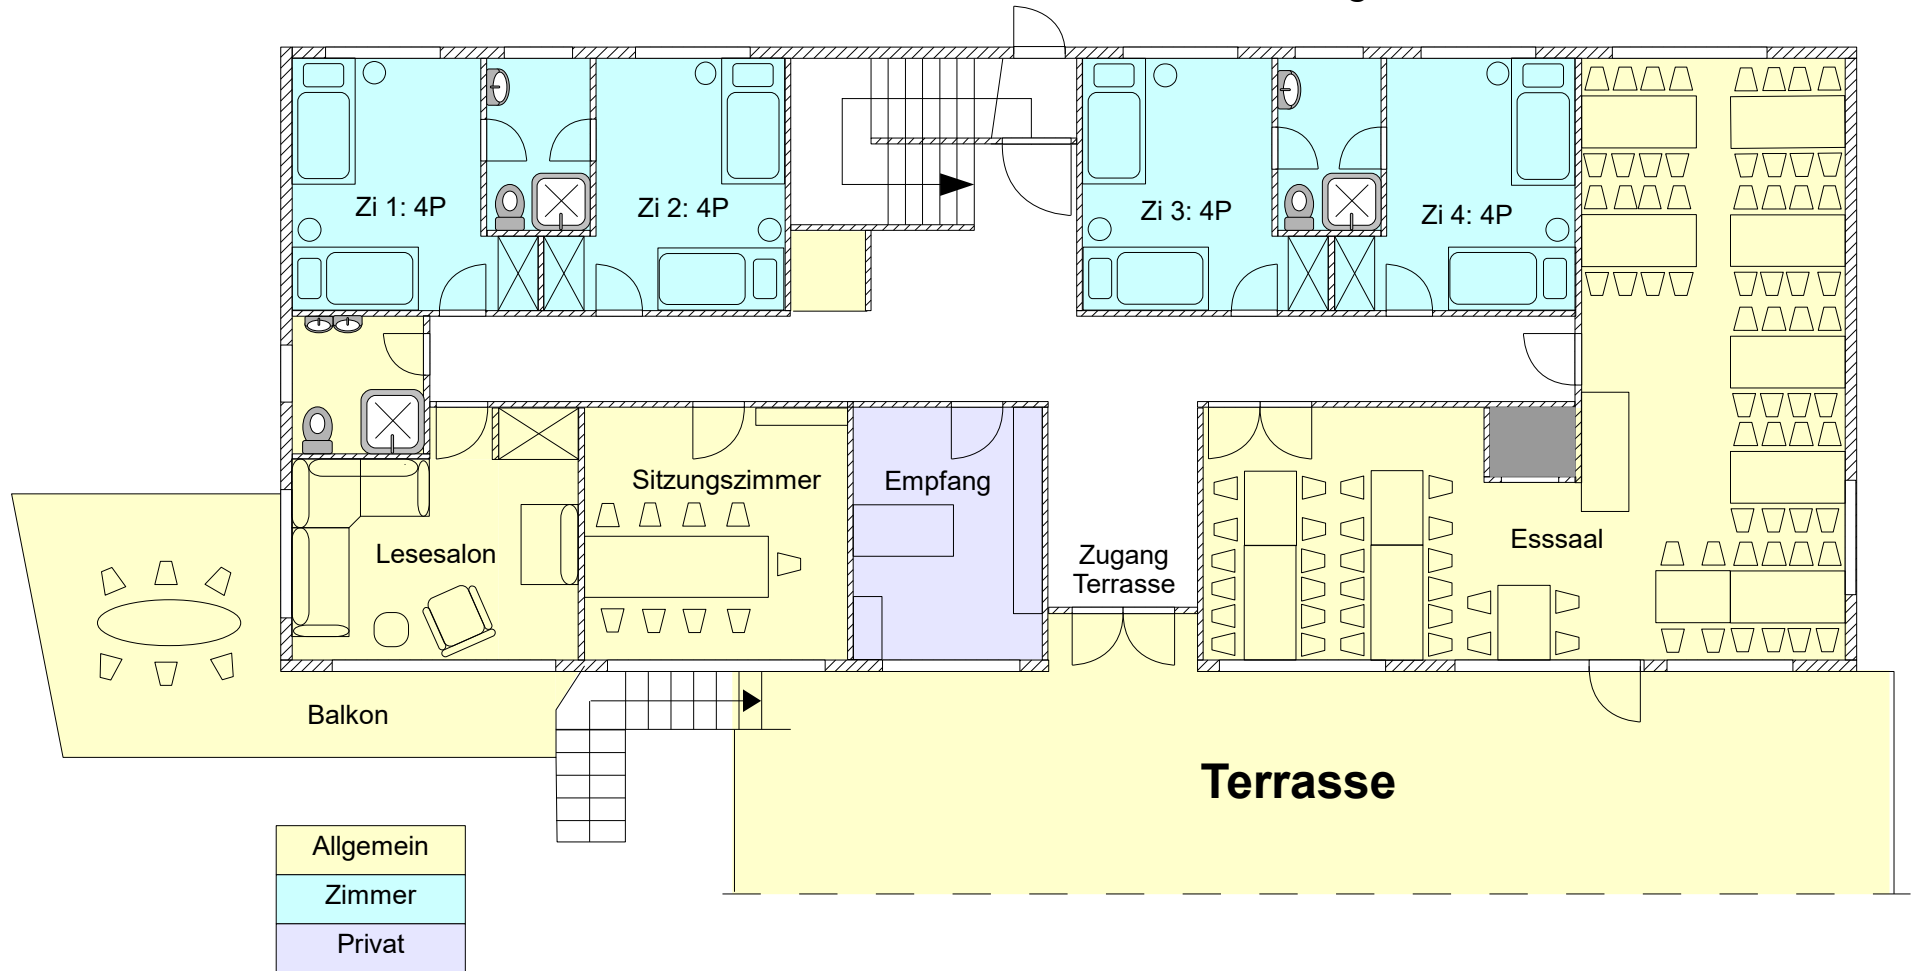 Zi 1: 4P
Zi 2: 4P
Zi 3: 4P
Zi 4: 4P
Sitzungszimmer
Empfang
Lesesalon
Zugang
Terrasse
Esssaal
Balkon
Terrasse
Allgemein
Zimmer
Privat